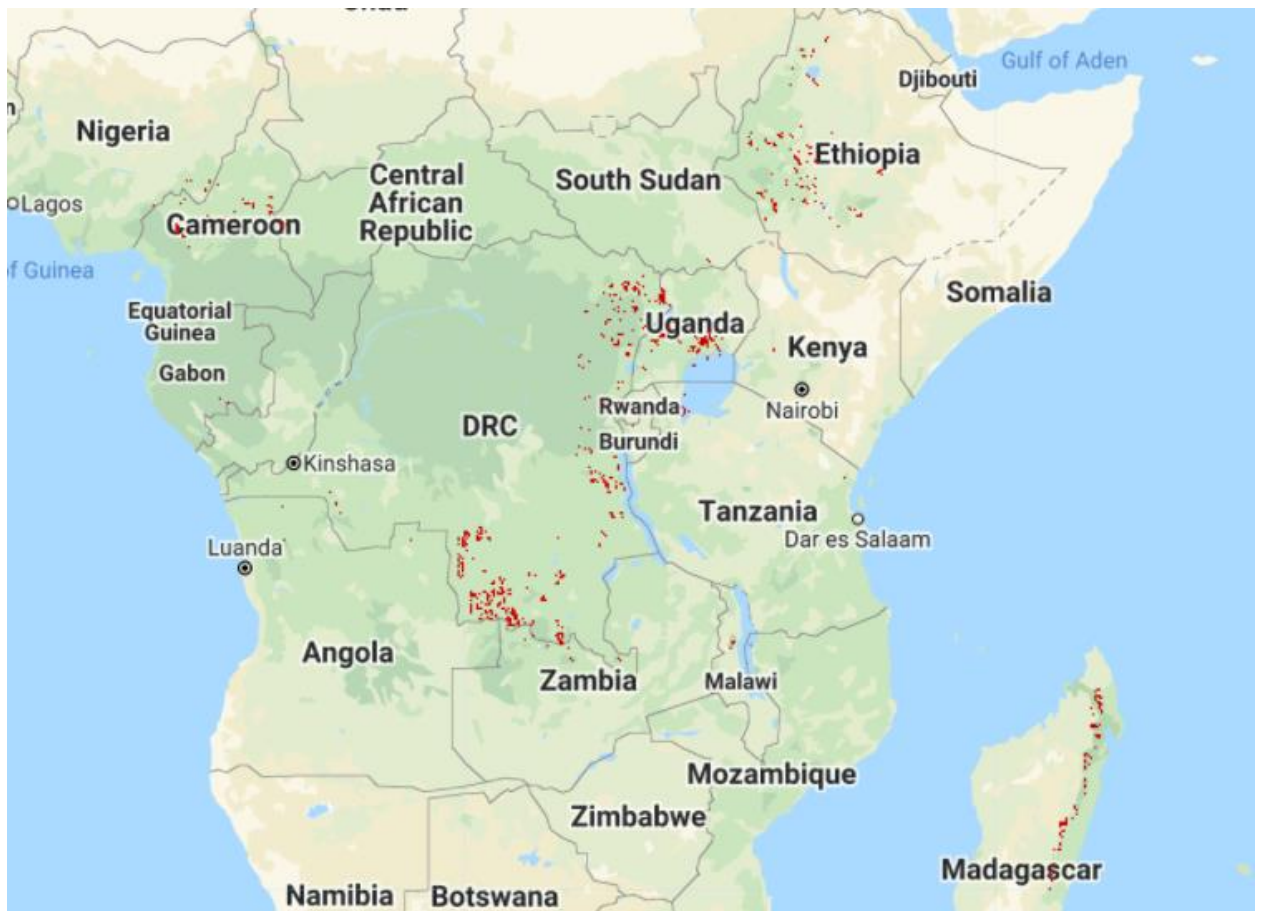 Gulf of Aden
Djibouti
Nigeria
Ethiopia
Central
African
Republic
South Sudan
Lagos
Cameroon
of Guinea
Somalia
Equatorial
Guinea
Uganda
Kenya
Gabon
Nairobi
Rwanda
DRC
Burundi
Kinshasa
Tanzania
Dar es Salaam
Luanda
Angola
Zambia
Malawi
Mozambique
Zimbabwe
Madagascar
Namibia
Botswana